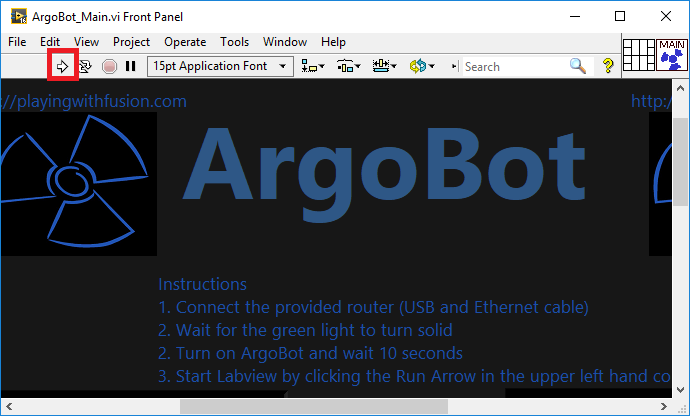 ArgoBot_Main.vi Front Panel
File Edit View Project Operate Tools Window Help
MAIN
15pt Application Font
Search
?
://playingwithfusion.com
http:/
ArgoBot
Instructions
1. Connect the provided router (USB and Ethernet cable)
2. Wait for the green light to turn solid
2. Turn on ArgoBot and wait 10 seconds
3. Start Labview by clicking the Run Arrow in the upper left hand co